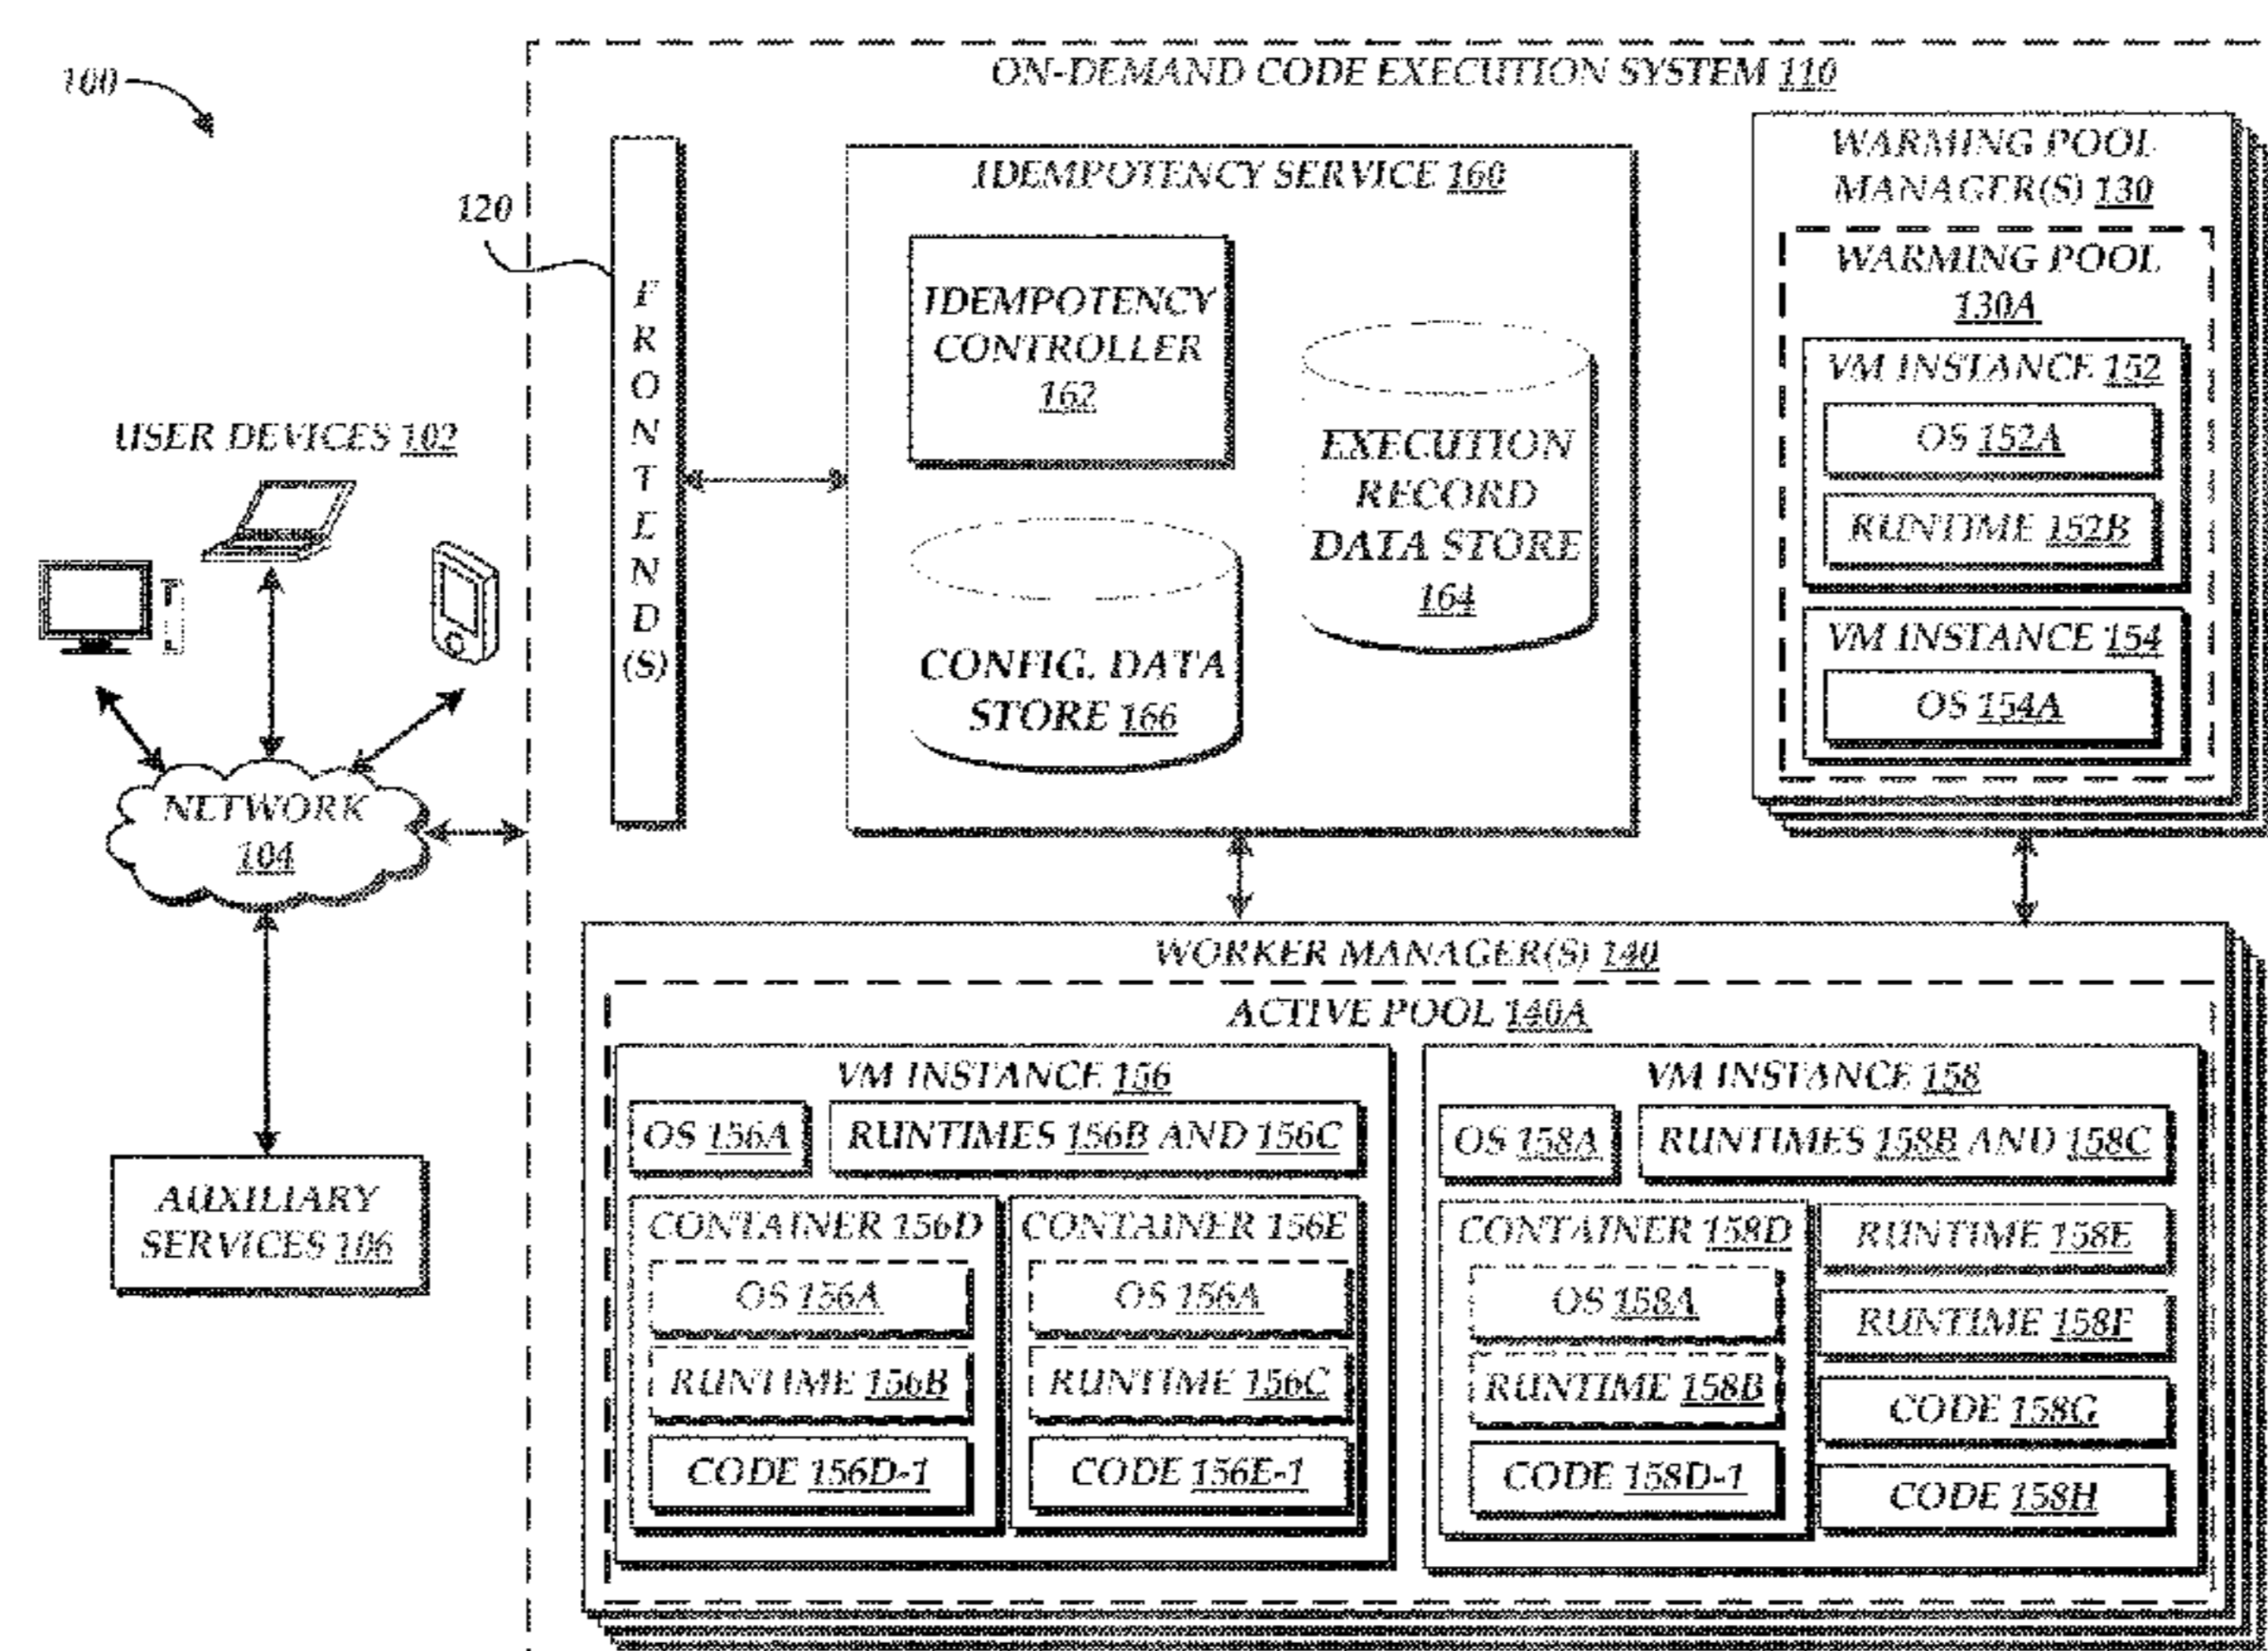 100
ON-DEMAND CODE EXECUTION SYSTEM 110
120
FRONTEND(S)
IDEMPOTENCY SERVICE 160
IDEMPOTENCY
CONTROLLER
162
EXECUTION
RECORD
DATA STORE
164
CONFIG. DATA
STORE 166
WARMING POOL
MANAGER(S) 130
WARMING POOL
130A
VM INSTANCE 152
OS 152A
RUNTIME 152B
VM INSTANCE 154
OS 154A
USER DEVICES 102
NETWORK
104
AUXILIARY
SERVICES 106
WORKER MANAGER(S) 140
ACTIVE POOL 140A
VM INSTANCE 156
OS 156A
RUNTIMES 156B AND 156C
CONTAINER 156D
OS 156A
RUNTIME 156B
CODE 156D-1
CONTAINER 156E
OS 156A
RUNTIME 156C
CODE 156E-1
VM INSTANCE 158
OS 158A
RUNTIMES 158B AND 158C
CONTAINER 158D
OS 158A
RUNTIME 158B
CODE 158D-1
RUNTIME 158E
RUNTIME 158F
CODE 158G
CODE 158H